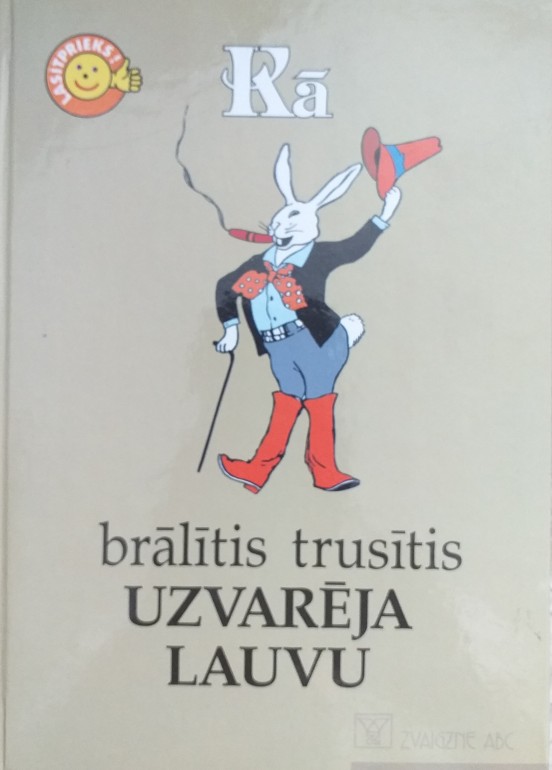 LASĪTPRIEKS!
Kā
brālītis trusītis
UZVARĒJA
LAUVU
ZVAIGZNE ABC